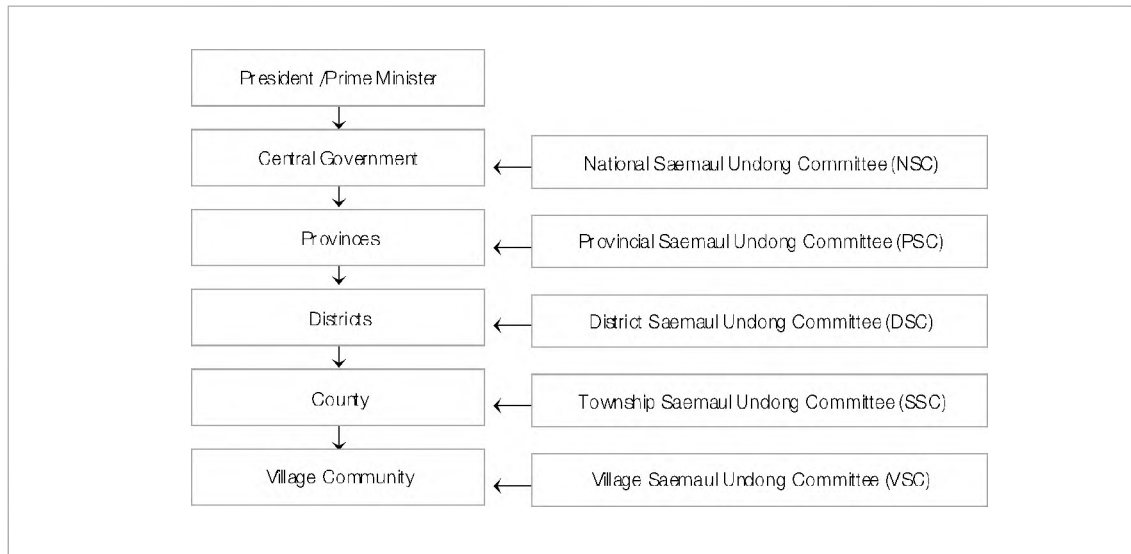 President /Prime Minister
Central Government
National Saemaul Undong Committee (NSC)
Provinces
Provincial Saemaul Undong Committee (PSC)
Districts
District Saemaul Undong Committee (DSC)
County
Township Saemaul Undong Committee (SSC)
Village Community
Village Saemaul Undong Committee (VSC)